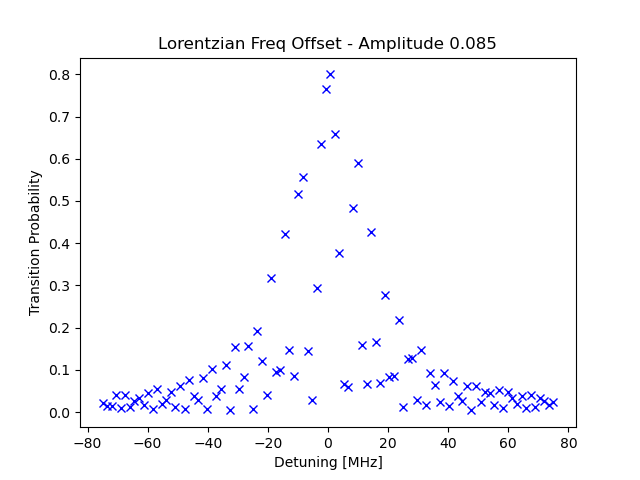 Lorentzian Freq Offset - Amplitude 0.085
Transition Probability
0.8
0.7
0.6
0.5
0.4
0.3
0.2
0.1
0.0
−80 −60 −40 −20 0 20 40 60 80
Detuning [MHz]